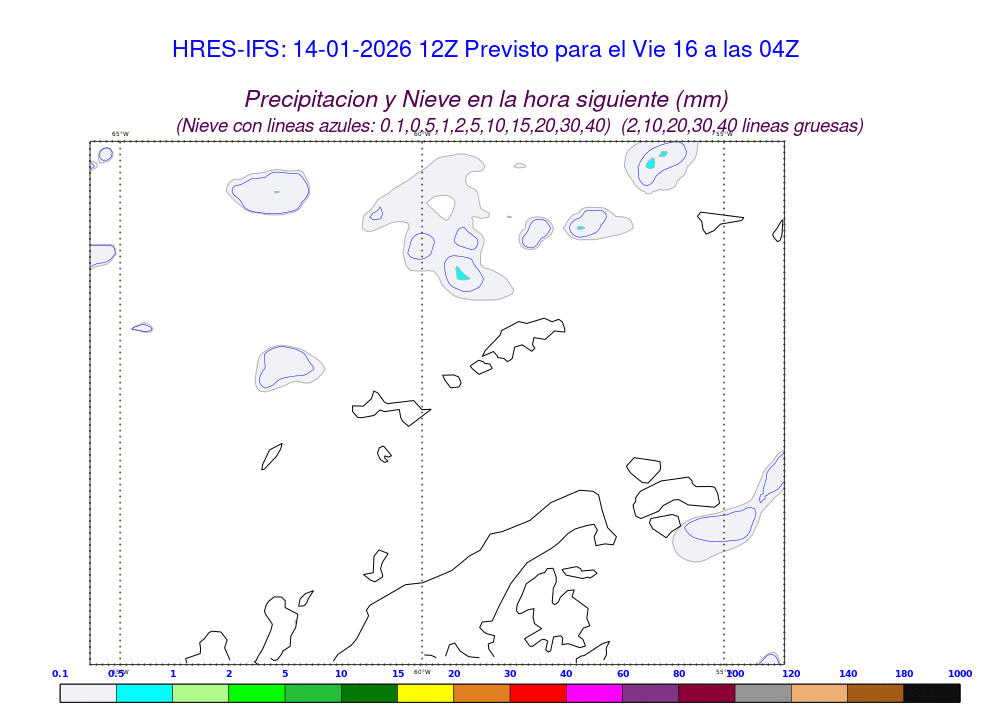 HRES-IFS: 14-01-2026 12Z Previsto para el Vie 16 a las 04Z
Precipitacion y Nieve en la hora siguiente (mm)
(Nieve con lineas azules: 0.1,0.5,1,2,5,10,15,20,30,40) (2,10,20,30,40 lineas gruesas)
65°W 60°W 55°W
65°W 60°W 55°W
0.1 0.5 1 2 5 10 15 20 30 40 60 80 100 120 140 180 1000